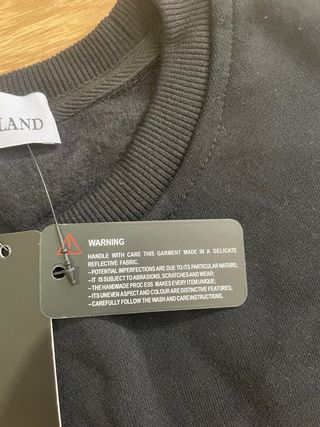 LAND
WARNING
HANDLE WITH CARE THIS GARMENT MADE IN A DELICATE
REFLECTIVE FABRIC.
-POTENTIAL IMPERFECTIONS ARE DUE TO ITS PARTICULAR NATURE;
-IT IS SUBJECT TO ABRASIONS, SCRATCHES AND WEAR;
-THE HANDMADE PROCESS MAKES EVERY ITEM UNIQUE;
-ITS UNEVEN ASPECT AND COLOUR ARE DISTINCTIVE FEATURES;
-CAREFULLY FOLLOW THE WASH AND CARE INSTRUCTIONS.